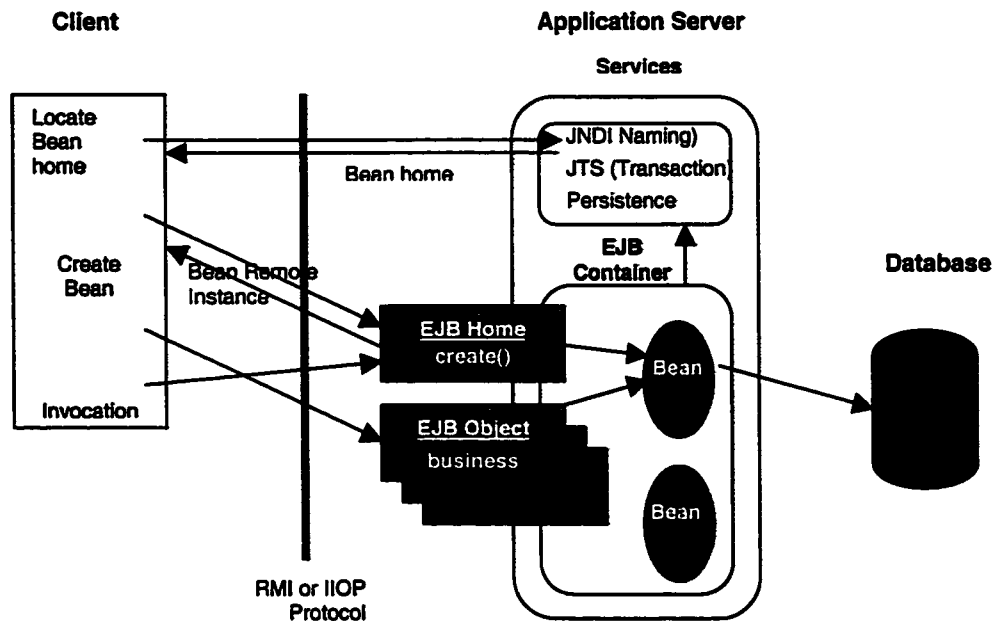 Client
Application Server
Services
Locate
Bean
home
JNDI Naming)
JTS (Transaction)
Persistence
Bean home
EJB
Container
Database
Create
Bean
Bean Remote
Instance
EJB Home
create()
Bean
Invocation
EJB Object
business
Bean
RMI or IIOP
Protocol